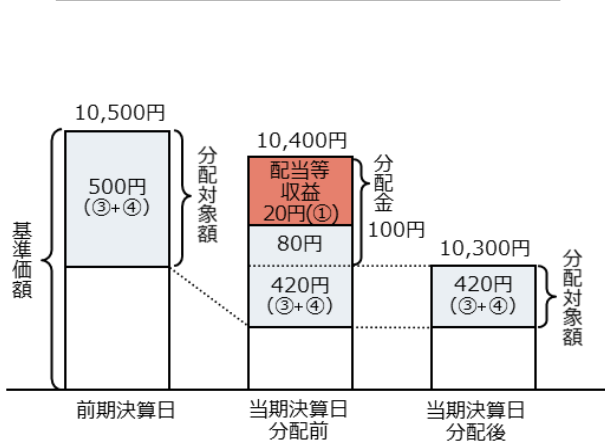 10,500円
500円
(③+④)
分配対象額
基準価額
10,400円
配当等
収益
20円(①)
80円
420円
(③+④)
分配金
100円
10,300円
420円
(③+④)
分配対象額
前期決算日
当期決算日
分配前
当期決算日
分配後